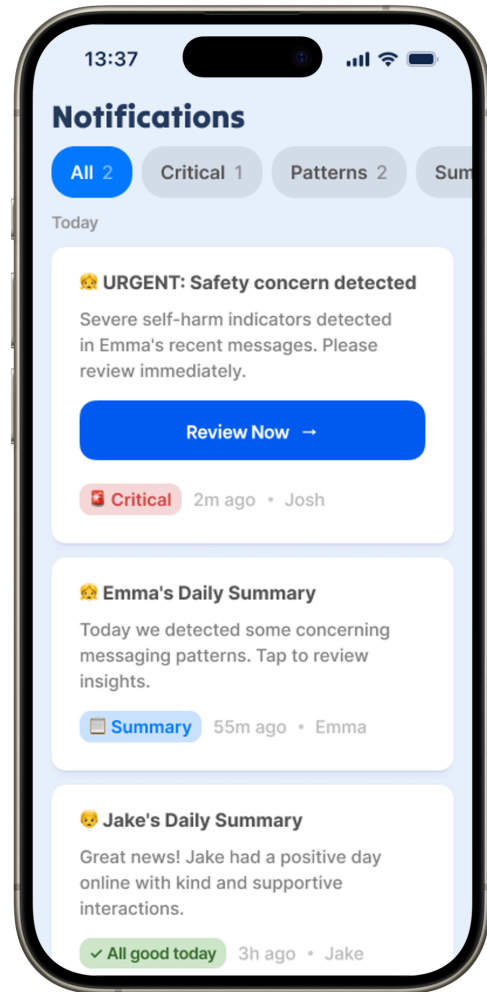 13:37
Notifications
All 2 Critical 1 Patterns 2 Sum
Today
URGENT: Safety concern detected
Severe self-harm indicators detected
in Emma's recent messages. Please
review immediately.
Review Now →
Critical 2m ago • Josh
Emma's Daily Summary
Today we detected some concerning
messaging patterns. Tap to review
insights.
Summary 55m ago • Emma
Jake's Daily Summary
Great news! Jake had a positive day
online with kind and supportive
interactions.
✓ All good today 3h ago • Jake